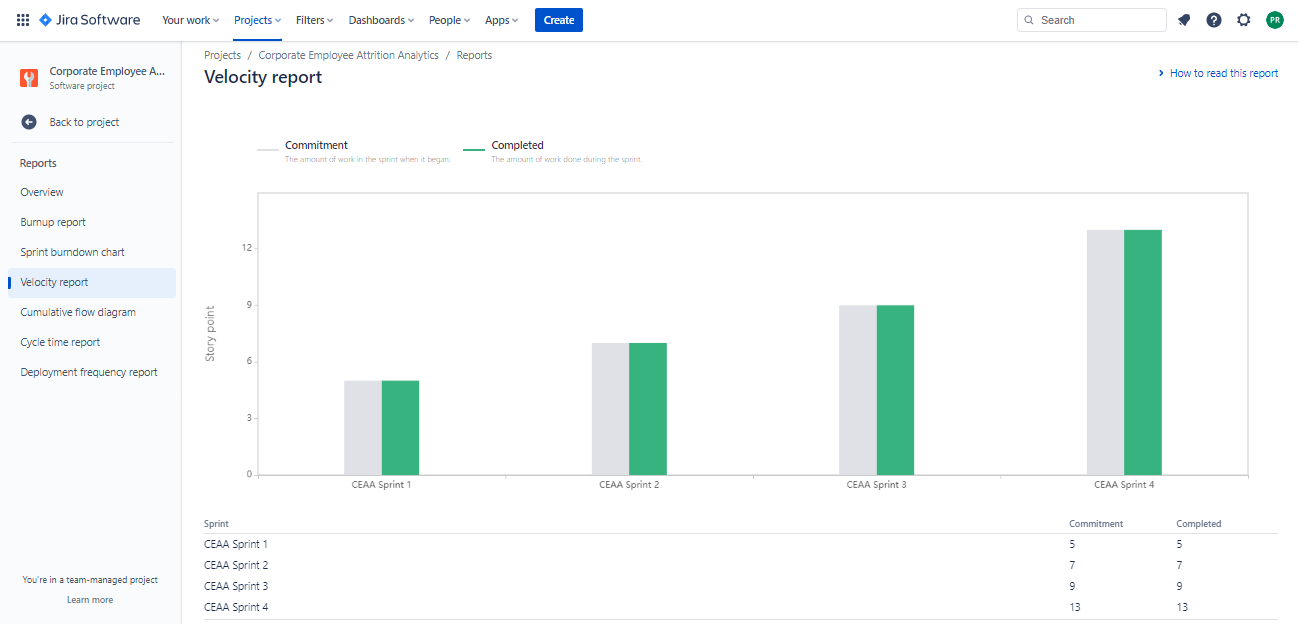 Jira Software Your work Projects Filters Dashboards People Apps Create Search PR
Corporate Employee A...
Software project
Back to project
Reports
Overview
Burnup report
Sprint burndown chart
Velocity report
Cumulative flow diagram
Cycle time report
Deployment frequency report
You're in a team-managed project
Learn more
Projects / Corporate Employee Attrition Analytics / Reports
Velocity report
How to read this report
Commitment Completed
The amount of work in the sprint when it began. The amount of work done during the sprint.
Story point
12
9
6
3
0
CEAA Sprint 1 CEAA Sprint 2 CEAA Sprint 3 CEAA Sprint 4
Sprint Commitment Completed
CEAA Sprint 1 5 5
CEAA Sprint 2 7 7
CEAA Sprint 3 9 9
CEAA Sprint 4 13 13